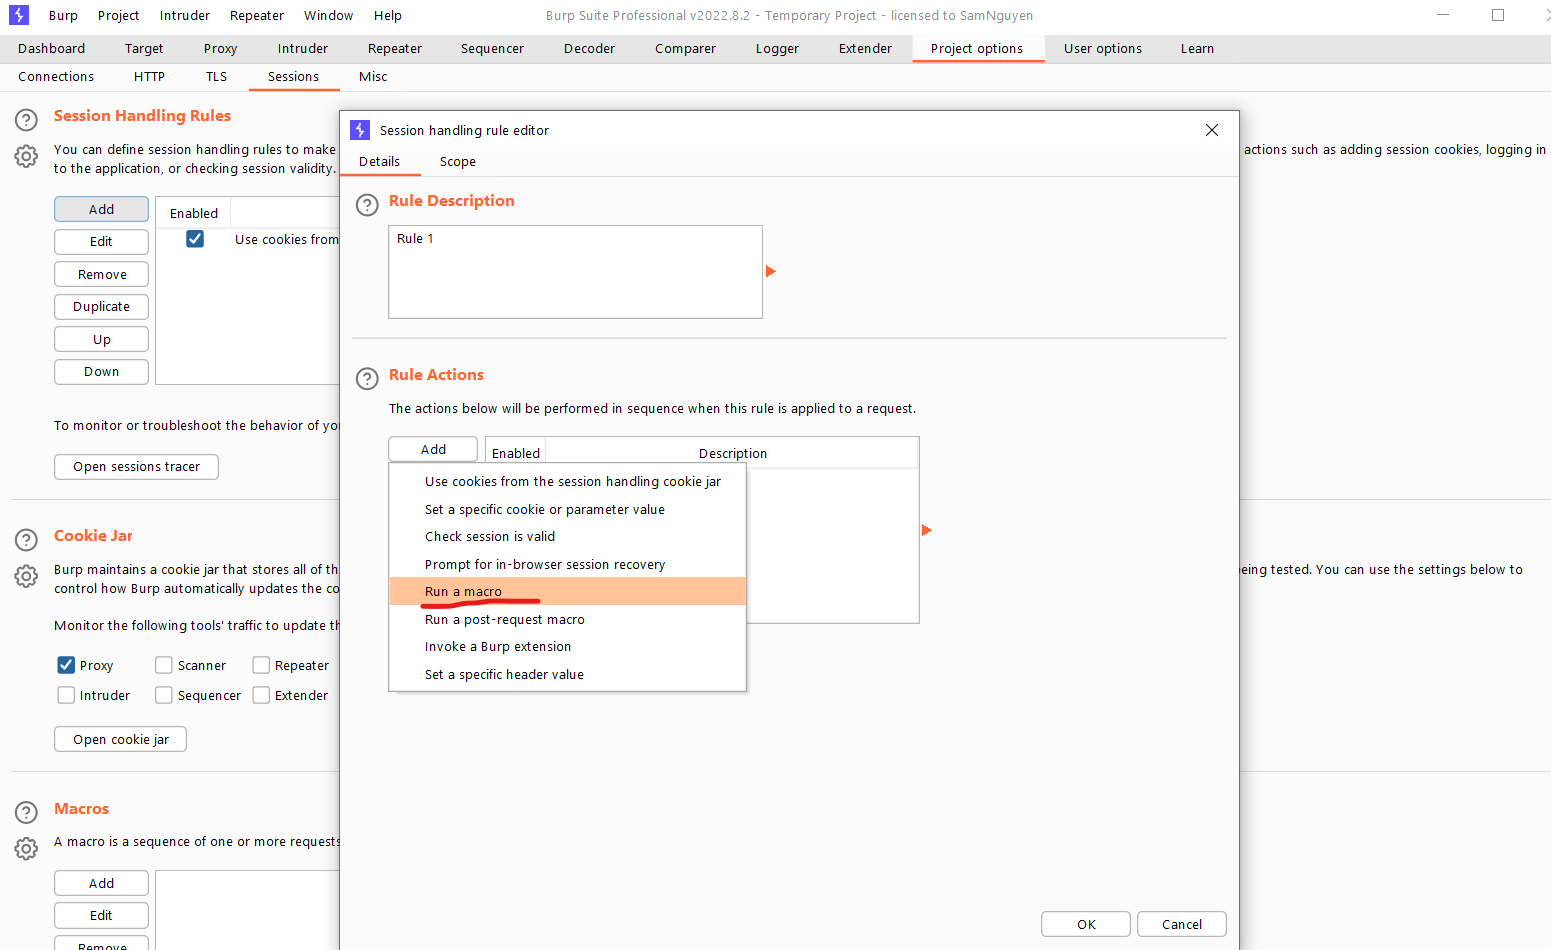 Burp Project Intruder Repeater Window Help Burp Suite Professional v2022.8.2 - Temporary Project - licensed to SamNguyen
Dashboard Target Proxy Intruder Repeater Sequencer Decoder Comparer Logger Extender Project options User options Learn
Connections HTTP TLS Sessions Misc
Session Handling Rules
You can define session handling rules to make
actions such as adding session cookies, logging in
to the application, or checking session validity.
Add
Edit
Remove
Duplicate
Up
Down
Enabled
Use cookies from
To monitor or troubleshoot the behavior of yo
Open sessions tracer
Cookie Jar
Burp maintains a cookie jar that stores all of th
eing tested. You can use the settings below to
control how Burp automatically updates the co
Monitor the following tools' traffic to update th
Proxy Scanner Repeater
Intruder Sequencer Extender
Open cookie jar
Macros
A macro is a sequence of one or more requests
Add
Edit
Remove
Session handling rule editor
Details Scope
Rule Description
Rule 1
Rule Actions
The actions below will be performed in sequence when this rule is applied to a request.
Add Enabled Description
Use cookies from the session handling cookie jar
Set a specific cookie or parameter value
Check session is valid
Prompt for in-browser session recovery
Run a macro
Run a post-request macro
Invoke a Burp extension
Set a specific header value
OK Cancel